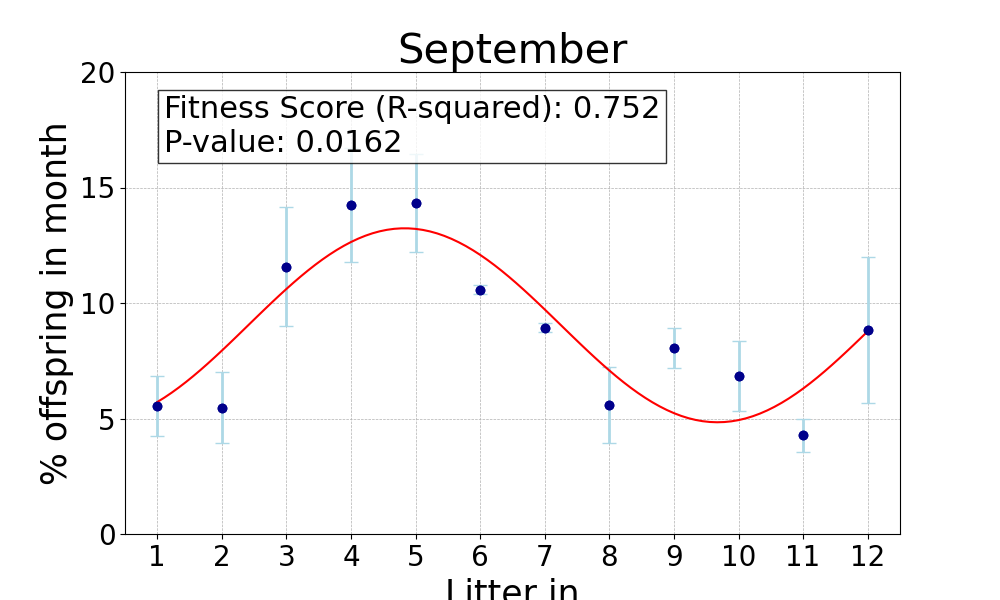 September
Fitness Score (R-squared): 0.752
P-value: 0.0162
% offspring in month
20
15
10
5
0
1 2 3 4 5 6 7 8 9 10 11 12
Litter in